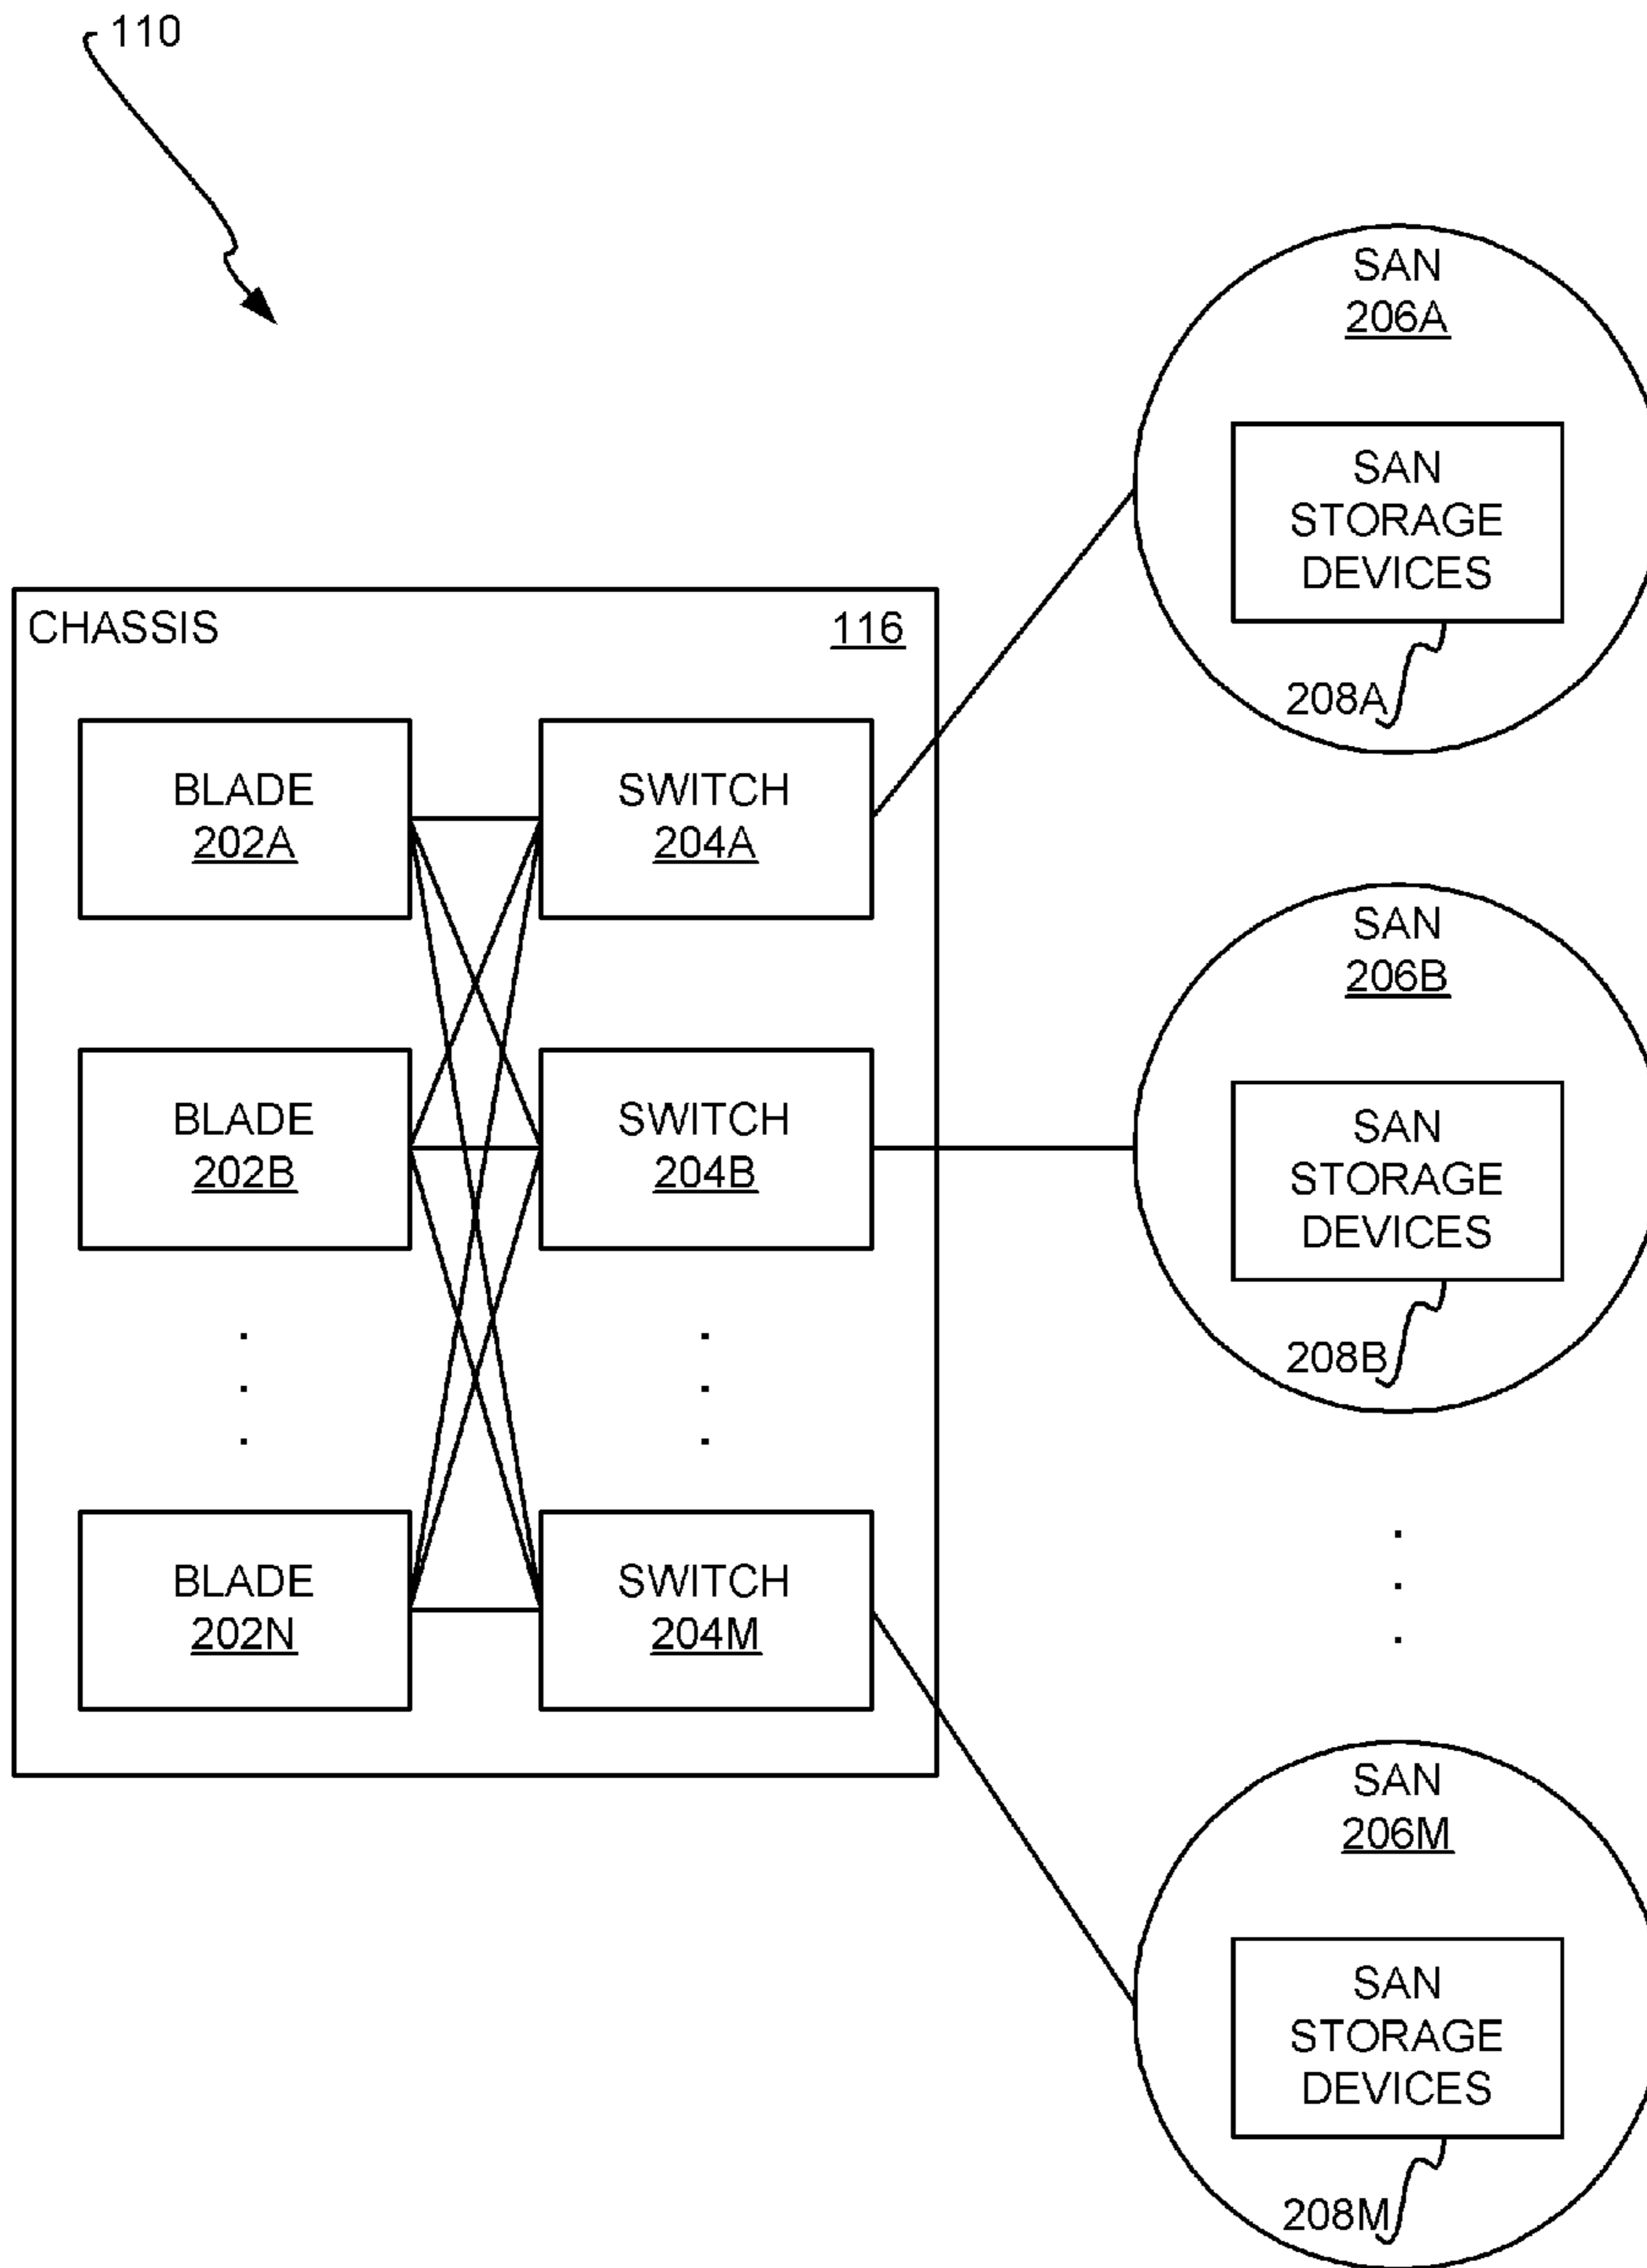 110
SAN
206A
SAN
STORAGE
DEVICES
208A
CHASSIS 116
BLADE
202A
SWITCH
204A
SAN
206B
SAN
STORAGE
DEVICES
208B
BLADE
202B
SWITCH
204B
BLADE
202N
SWITCH
204M
SAN
206M
SAN
STORAGE
DEVICES
208M